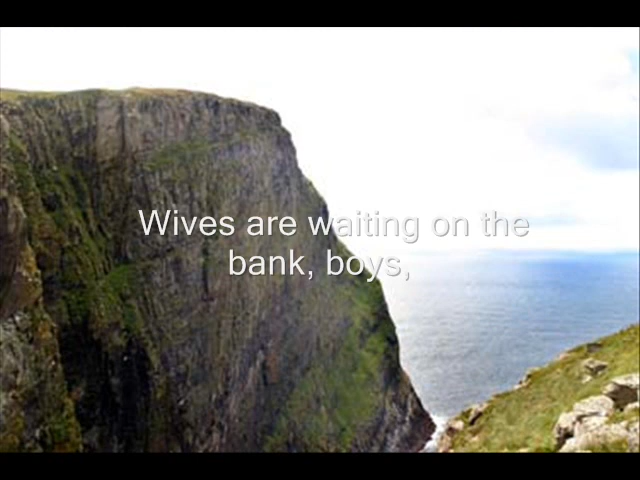 Wives are waiting on the
bank, boys,